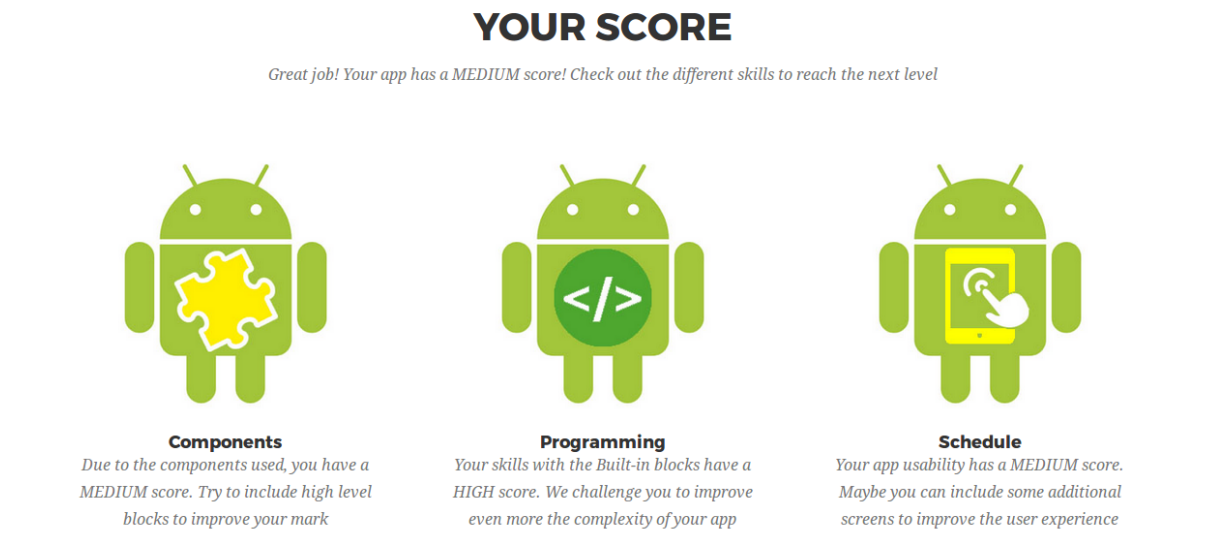 YOUR SCORE
Great job! Your app has a MEDIUM score! Check out the different skills to reach the next level
</>
Components
Due to the components used, you have a
MEDIUM score. Try to include high level
blocks to improve your mark
Programming
Your skills with the Built-in blocks have a
HIGH score. We challenge you to improve
even more the complexity of your app
Schedule
Your app usability has a MEDIUM score.
Maybe you can include some additional
screens to improve the user experience